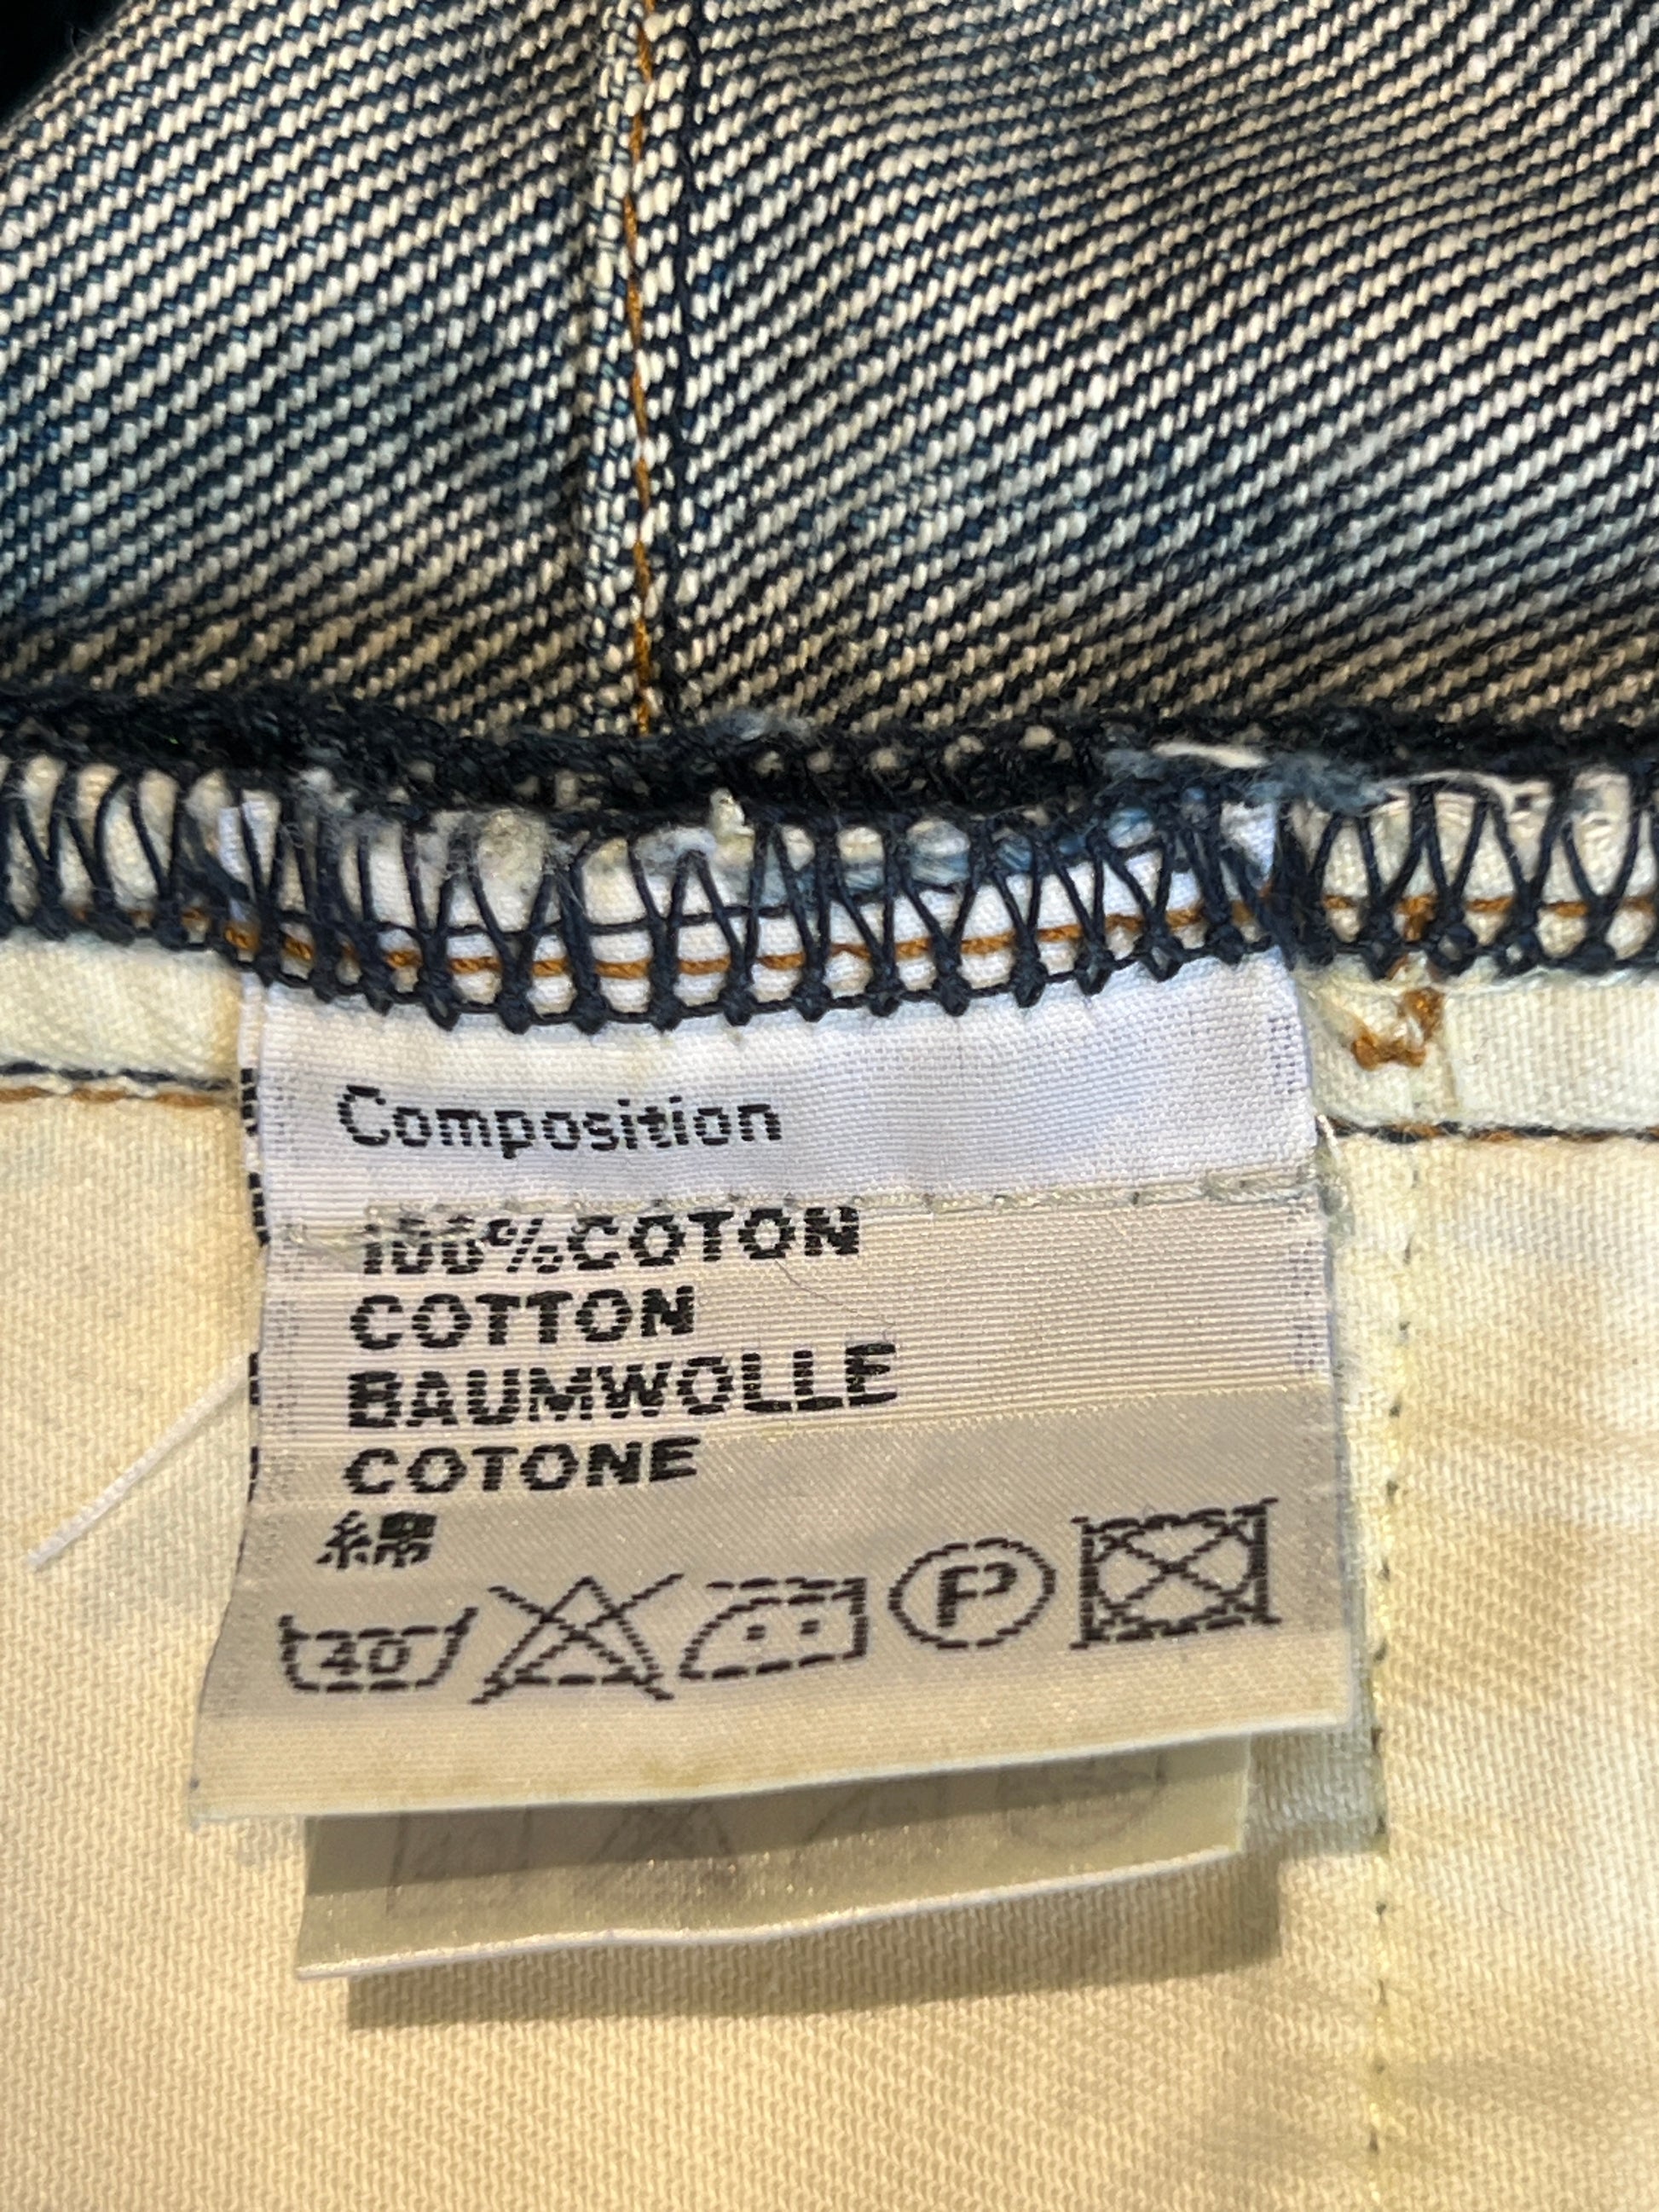 Composition
100%COTON
COTTON
BAUMWOLLE
COTONE
綿
40 P